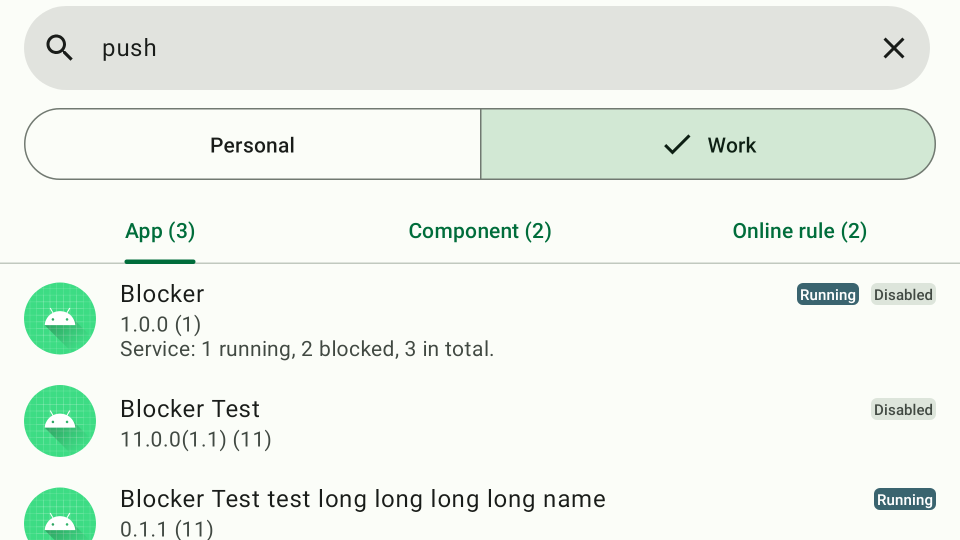 push
Personal
Work
App (3)
Component (2)
Online rule (2)
Blocker
Running
Disabled
1.0.0 (1)
Service: 1 running, 2 blocked, 3 in total.
Blocker Test
Disabled
11.0.0(1.1) (11)
Blocker Test test long long long long name
Running
0.1.1 (11)